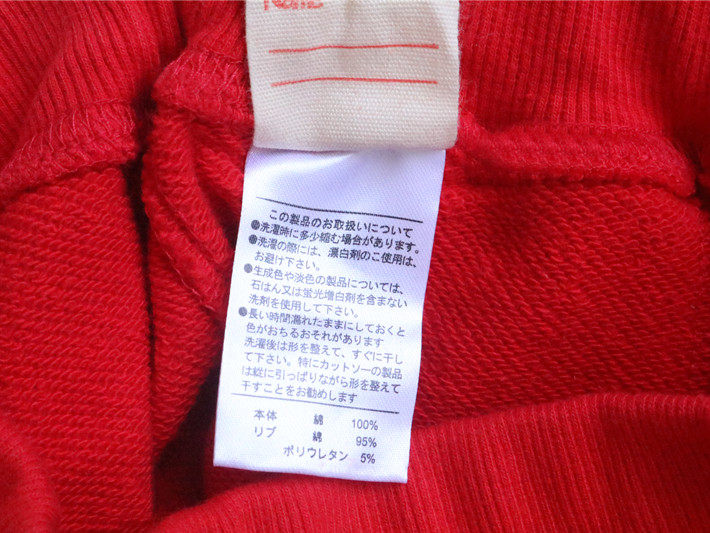 この製品のお取扱いについて
●洗濯時に多少縮む場合があります。
●洗濯の際には、漂白剤のご使用は、
お避け下さい。
●生成色や淡色の製品については、
石けん又は蛍光増白剤を含まない
洗剤を使用して下さい。
●長い時間濡れたままにしておくと
色がおちるおそれがあります
洗濯後は形を整えて、すぐに干し
て下さい。特にカットソーの製品
は縦に引っぱりながら形を整えて
干すことをお勧めします
本体 綿 100%
リブ 綿 95%
ポリウレタン 5%